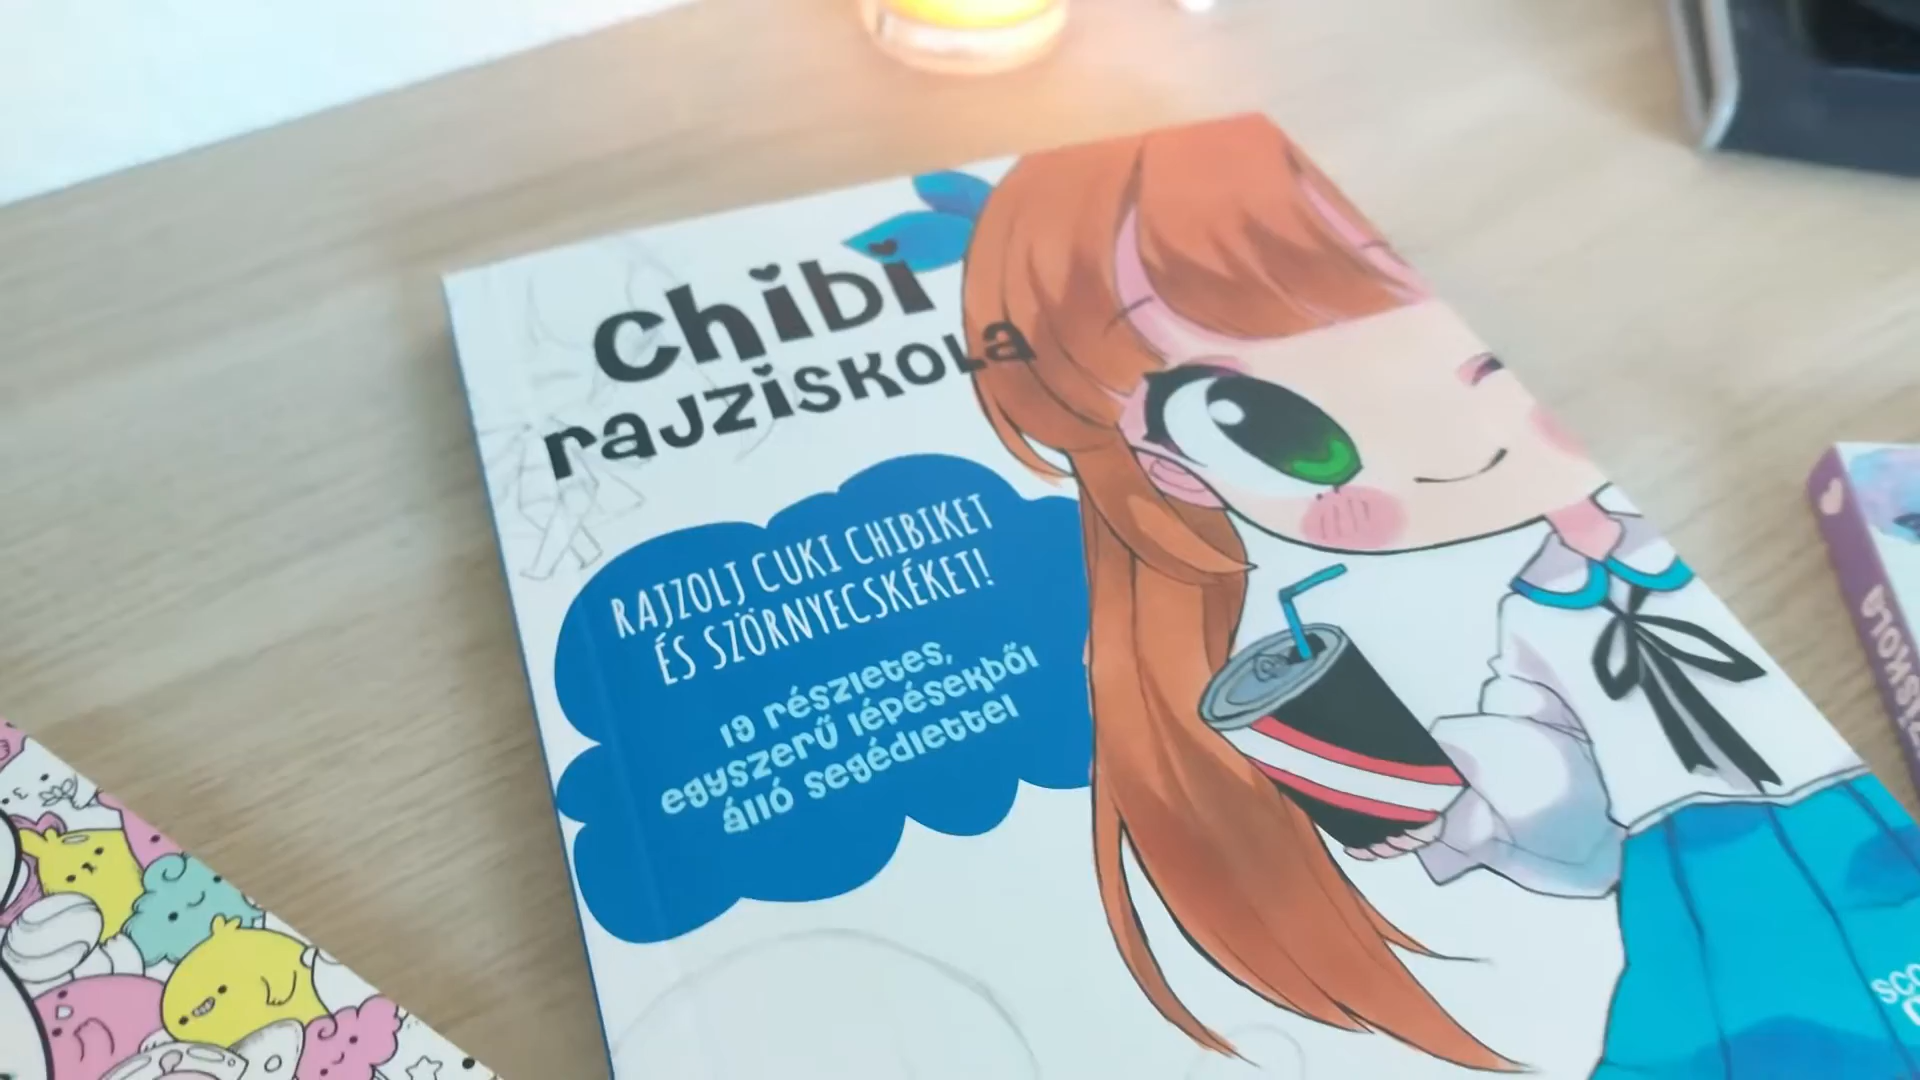 Chibi
rajziskola
RAJZOLJ CUKI CHIBIKET
ÉS SZÖRNYECSKÉKET!
19 részletes,
egyszerű lépésekből
álló segédlettel